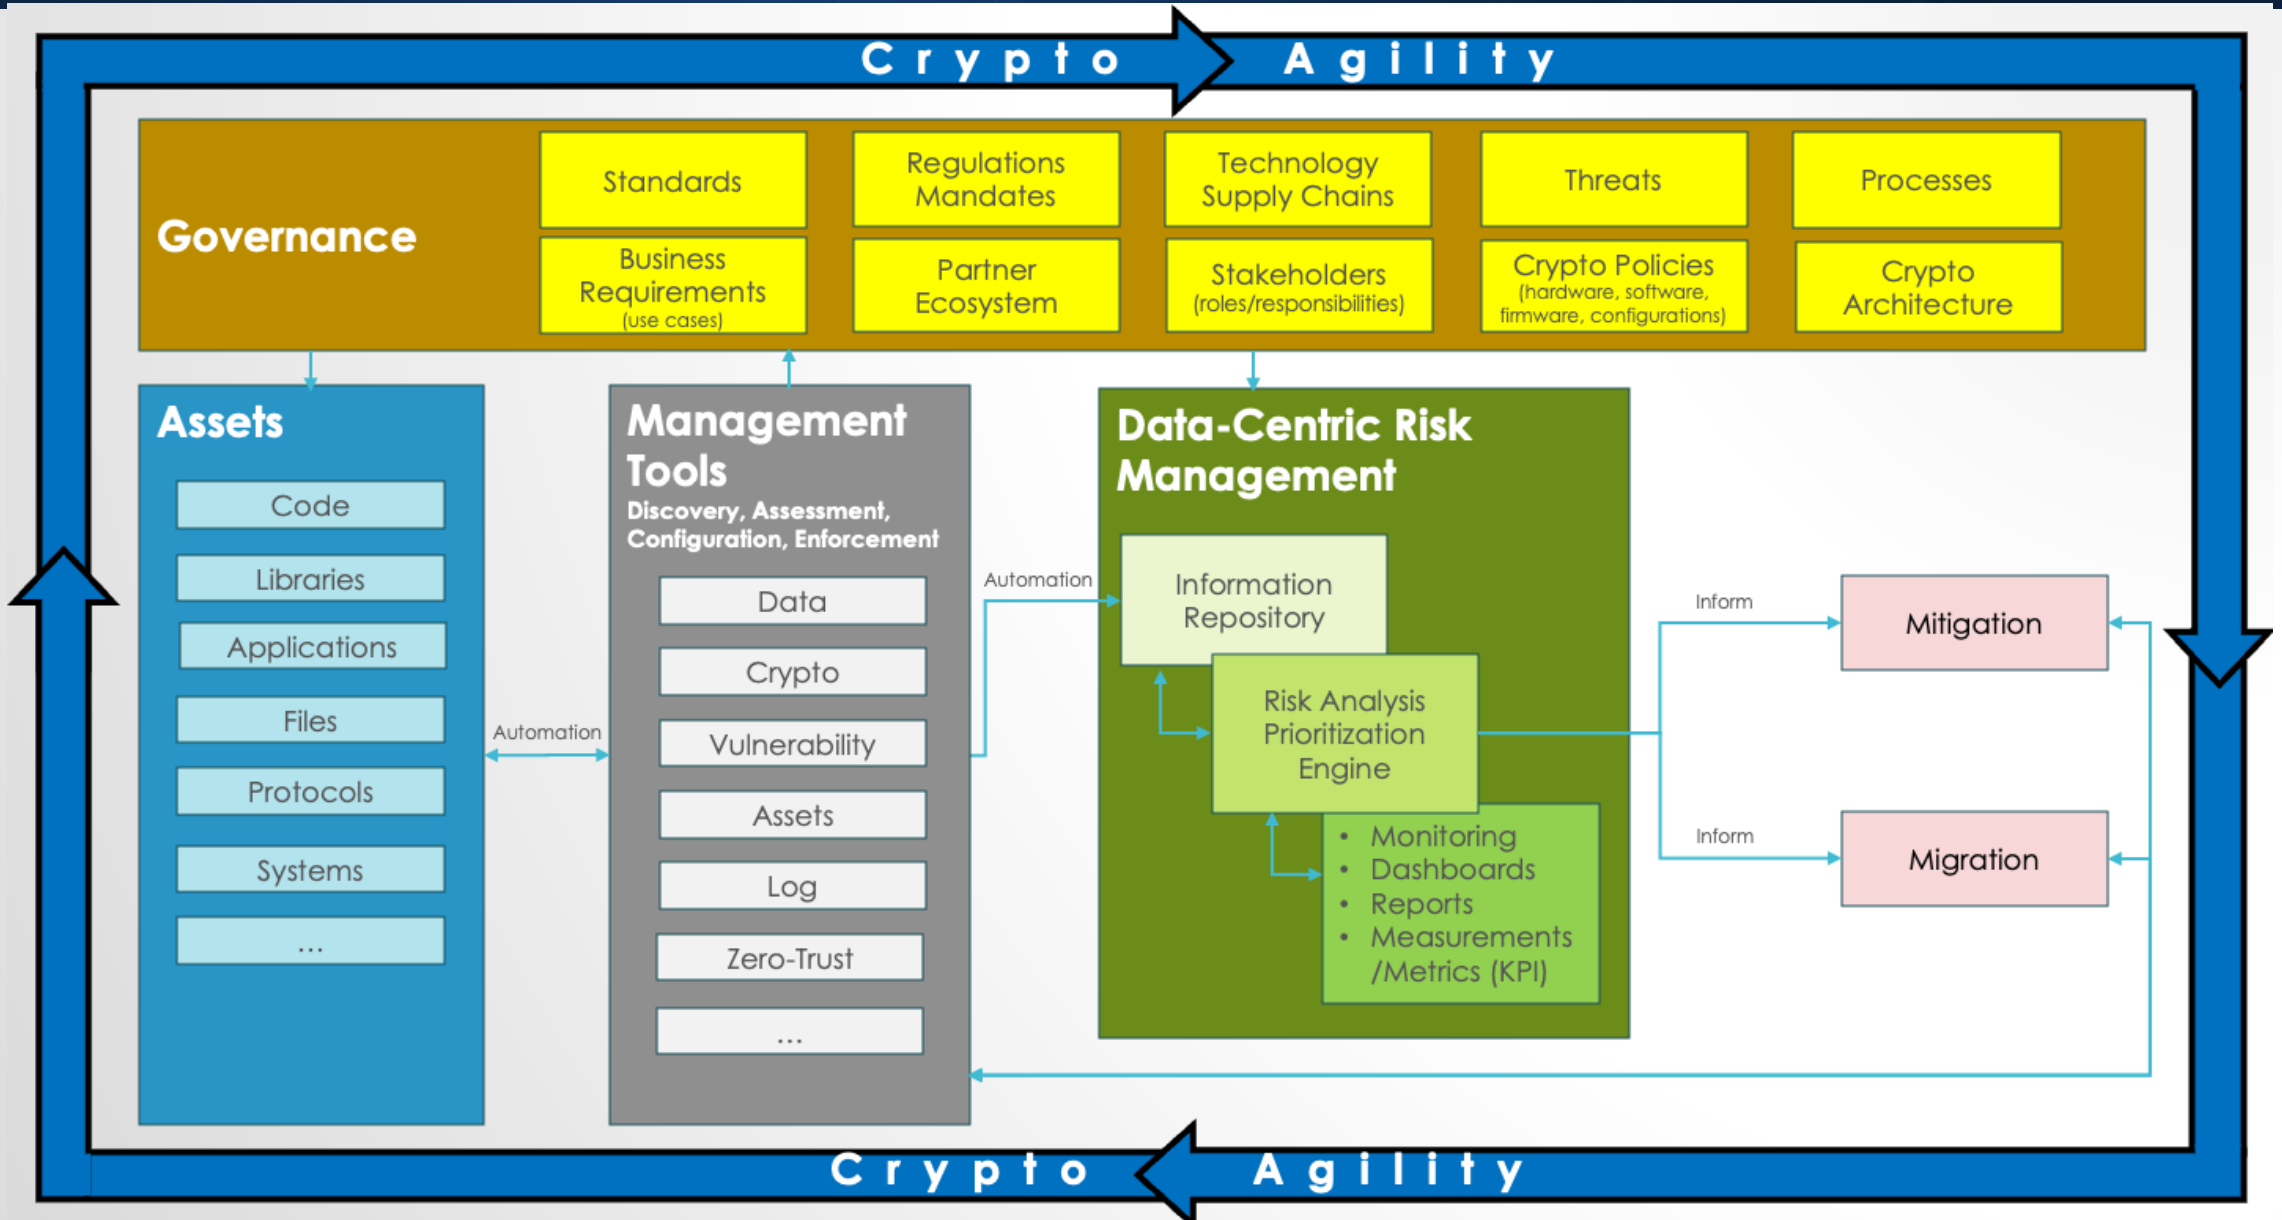 Crypto Agility
Governance
Standards
Regulations
Mandates
Technology
Supply Chains
Threats
Processes
Business
Requirements
(use cases)
Partner
Ecosystem
Stakeholders
(roles/responsibilities)
Crypto Policies
(hardware, software,
firmware, configurations)
Crypto
Architecture
Assets
Code
Libraries
Applications
Files
Protocols
Systems
...
Automation
Management
Tools
Discovery, Assessment,
Configuration, Enforcement
Data
Crypto
Vulnerability
Assets
Log
Zero-Trust
...
Automation
Data-Centric Risk
Management
Information
Repository
Risk Analysis
Prioritization
Engine
• Monitoring
• Dashboards
• Reports
• Measurements
/Metrics (KPI)
Inform
Mitigation
Inform
Migration
Crypto Agility